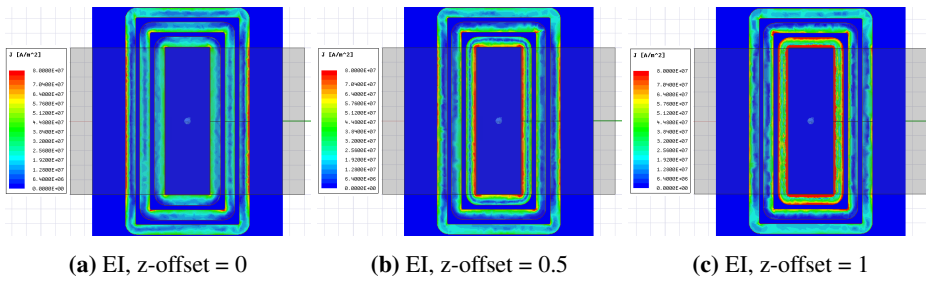 J [A/m^2]
8.0000E+07
7.0400E+07
6.4000E+07
5.7600E+07
5.1200E+07
4.4800E+07
3.8400E+07
3.2000E+07
2.5600E+07
1.9200E+07
1.2800E+07
6.4000E+06
0.0000E+00
J [A/m^2]
8.0000E+07
7.0400E+07
6.4000E+07
5.7600E+07
5.1200E+07
4.4800E+07
3.8400E+07
3.2000E+07
2.5600E+07
1.9200E+07
1.2800E+07
6.4000E+06
0.0000E+00
J [A/m^2]
8.0000E+07
7.0400E+07
6.4000E+07
5.7600E+07
5.1200E+07
4.4800E+07
3.8400E+07
3.2000E+07
2.5600E+07
1.9200E+07
1.2800E+07
6.4000E+06
0.0000E+00
(a) EI, z-offset = 0
(b) EI, z-offset = 0.5
(c) EI, z-offset = 1